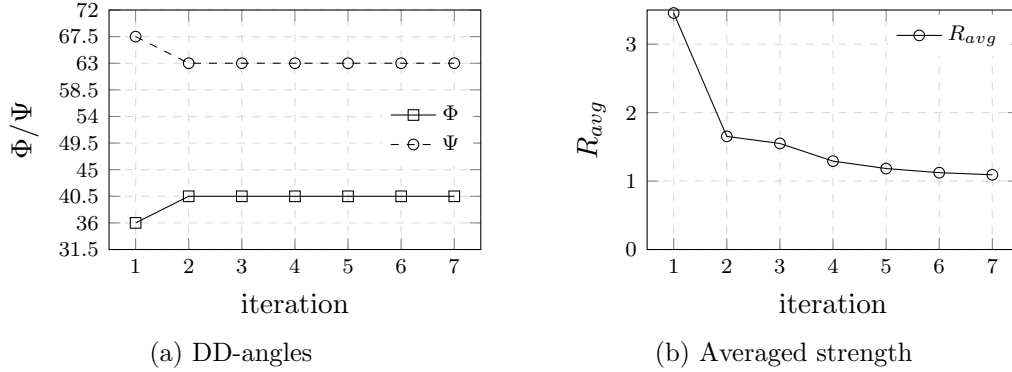 72
67.5
63
58.5
54
49.5
45
40.5
36
31.5
Φ/Ψ
Φ
Ψ
1 2 3 4 5 6 7
iteration
(a) DD-angles
3
2
1
0
R_avg
R_avg
1 2 3 4 5 6 7
iteration
(b) Averaged strength